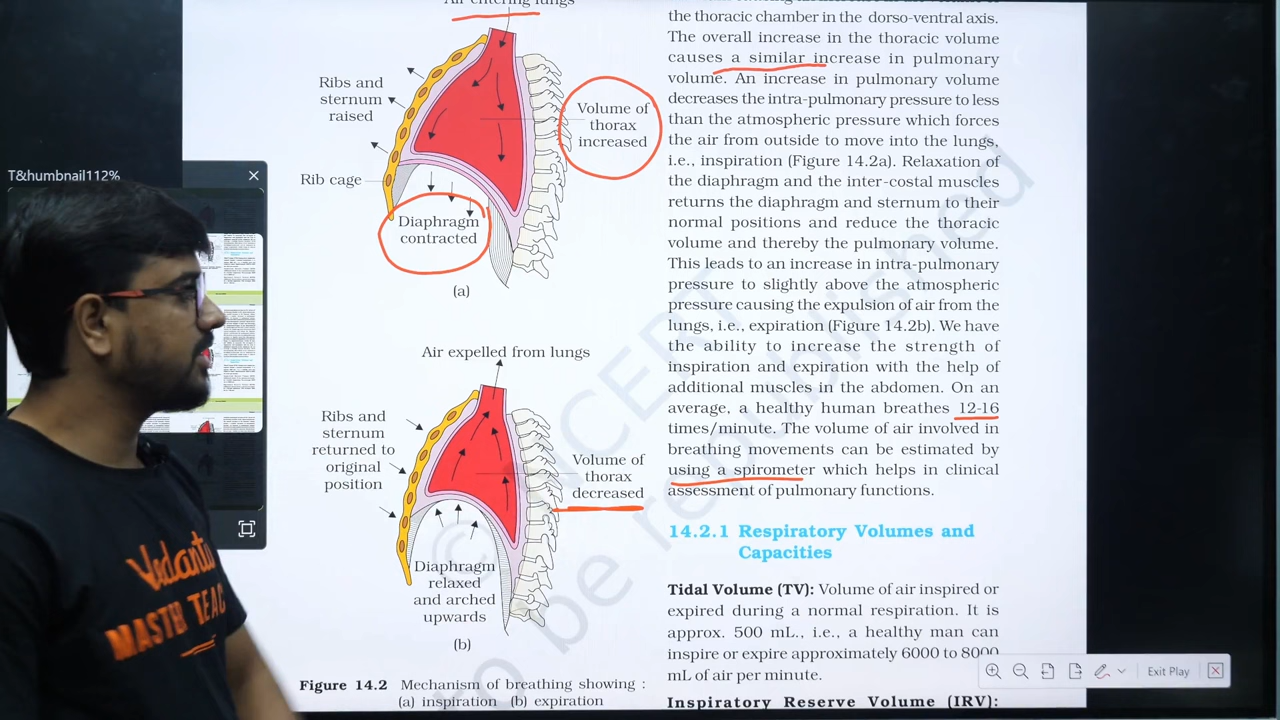 Air entering lungs
Ribs and
sternum
raised
Rib cage
Volume of
thorax
increased
Diaphragm
contracted
(a)
Air expelled from lungs
Ribs and
sternum
returned to
original
position
Volume of
thorax
decreased
Diaphragm
relaxed
and arched
upwards
(b)
Figure 14.2 Mechanism of breathing showing :
(a) inspiration (b) expiration
the thoracic chamber in the dorso-ventral axis.
The overall increase in the thoracic volume
causes a similar increase in pulmonary
volume. An increase in pulmonary volume
decreases the intra-pulmonary pressure to less
than the atmospheric pressure which forces
the air from outside to move into the lungs,
i.e., inspiration (Figure 14.2a). Relaxation of
the diaphragm and the inter-costal muscles
returns the diaphragm and sternum to their
normal positions and reduce the thoracic
volume and thereby the pulmonary volume.
This leads to an increase in intra-pulmonary
pressure to slightly above the atmospheric
pressure causing the expulsion of air from the
lungs, i.e., expiration (Figure 14.2b). We have
the ability to increase the strength of
inspiration and expiration with the help of
additional muscles in the abdomen. On an
average, a healthy human breathes 12-16
times/minute. The volume of air involved in
breathing movements can be estimated by
using a spirometer which helps in clinical
assessment of pulmonary functions.
14.2.1 Respiratory Volumes and
Capacities
Tidal Volume (TV): Volume of air inspired or
expired during a normal respiration. It is
approx. 500 mL., i.e., a healthy man can
inspire or expire approximately 6000 to 8000
mL of air per minute.
Inspiratory Reserve Volume (IRV):
T&humbnail112%
Exit Play
Vedantu
MASTER TEAC